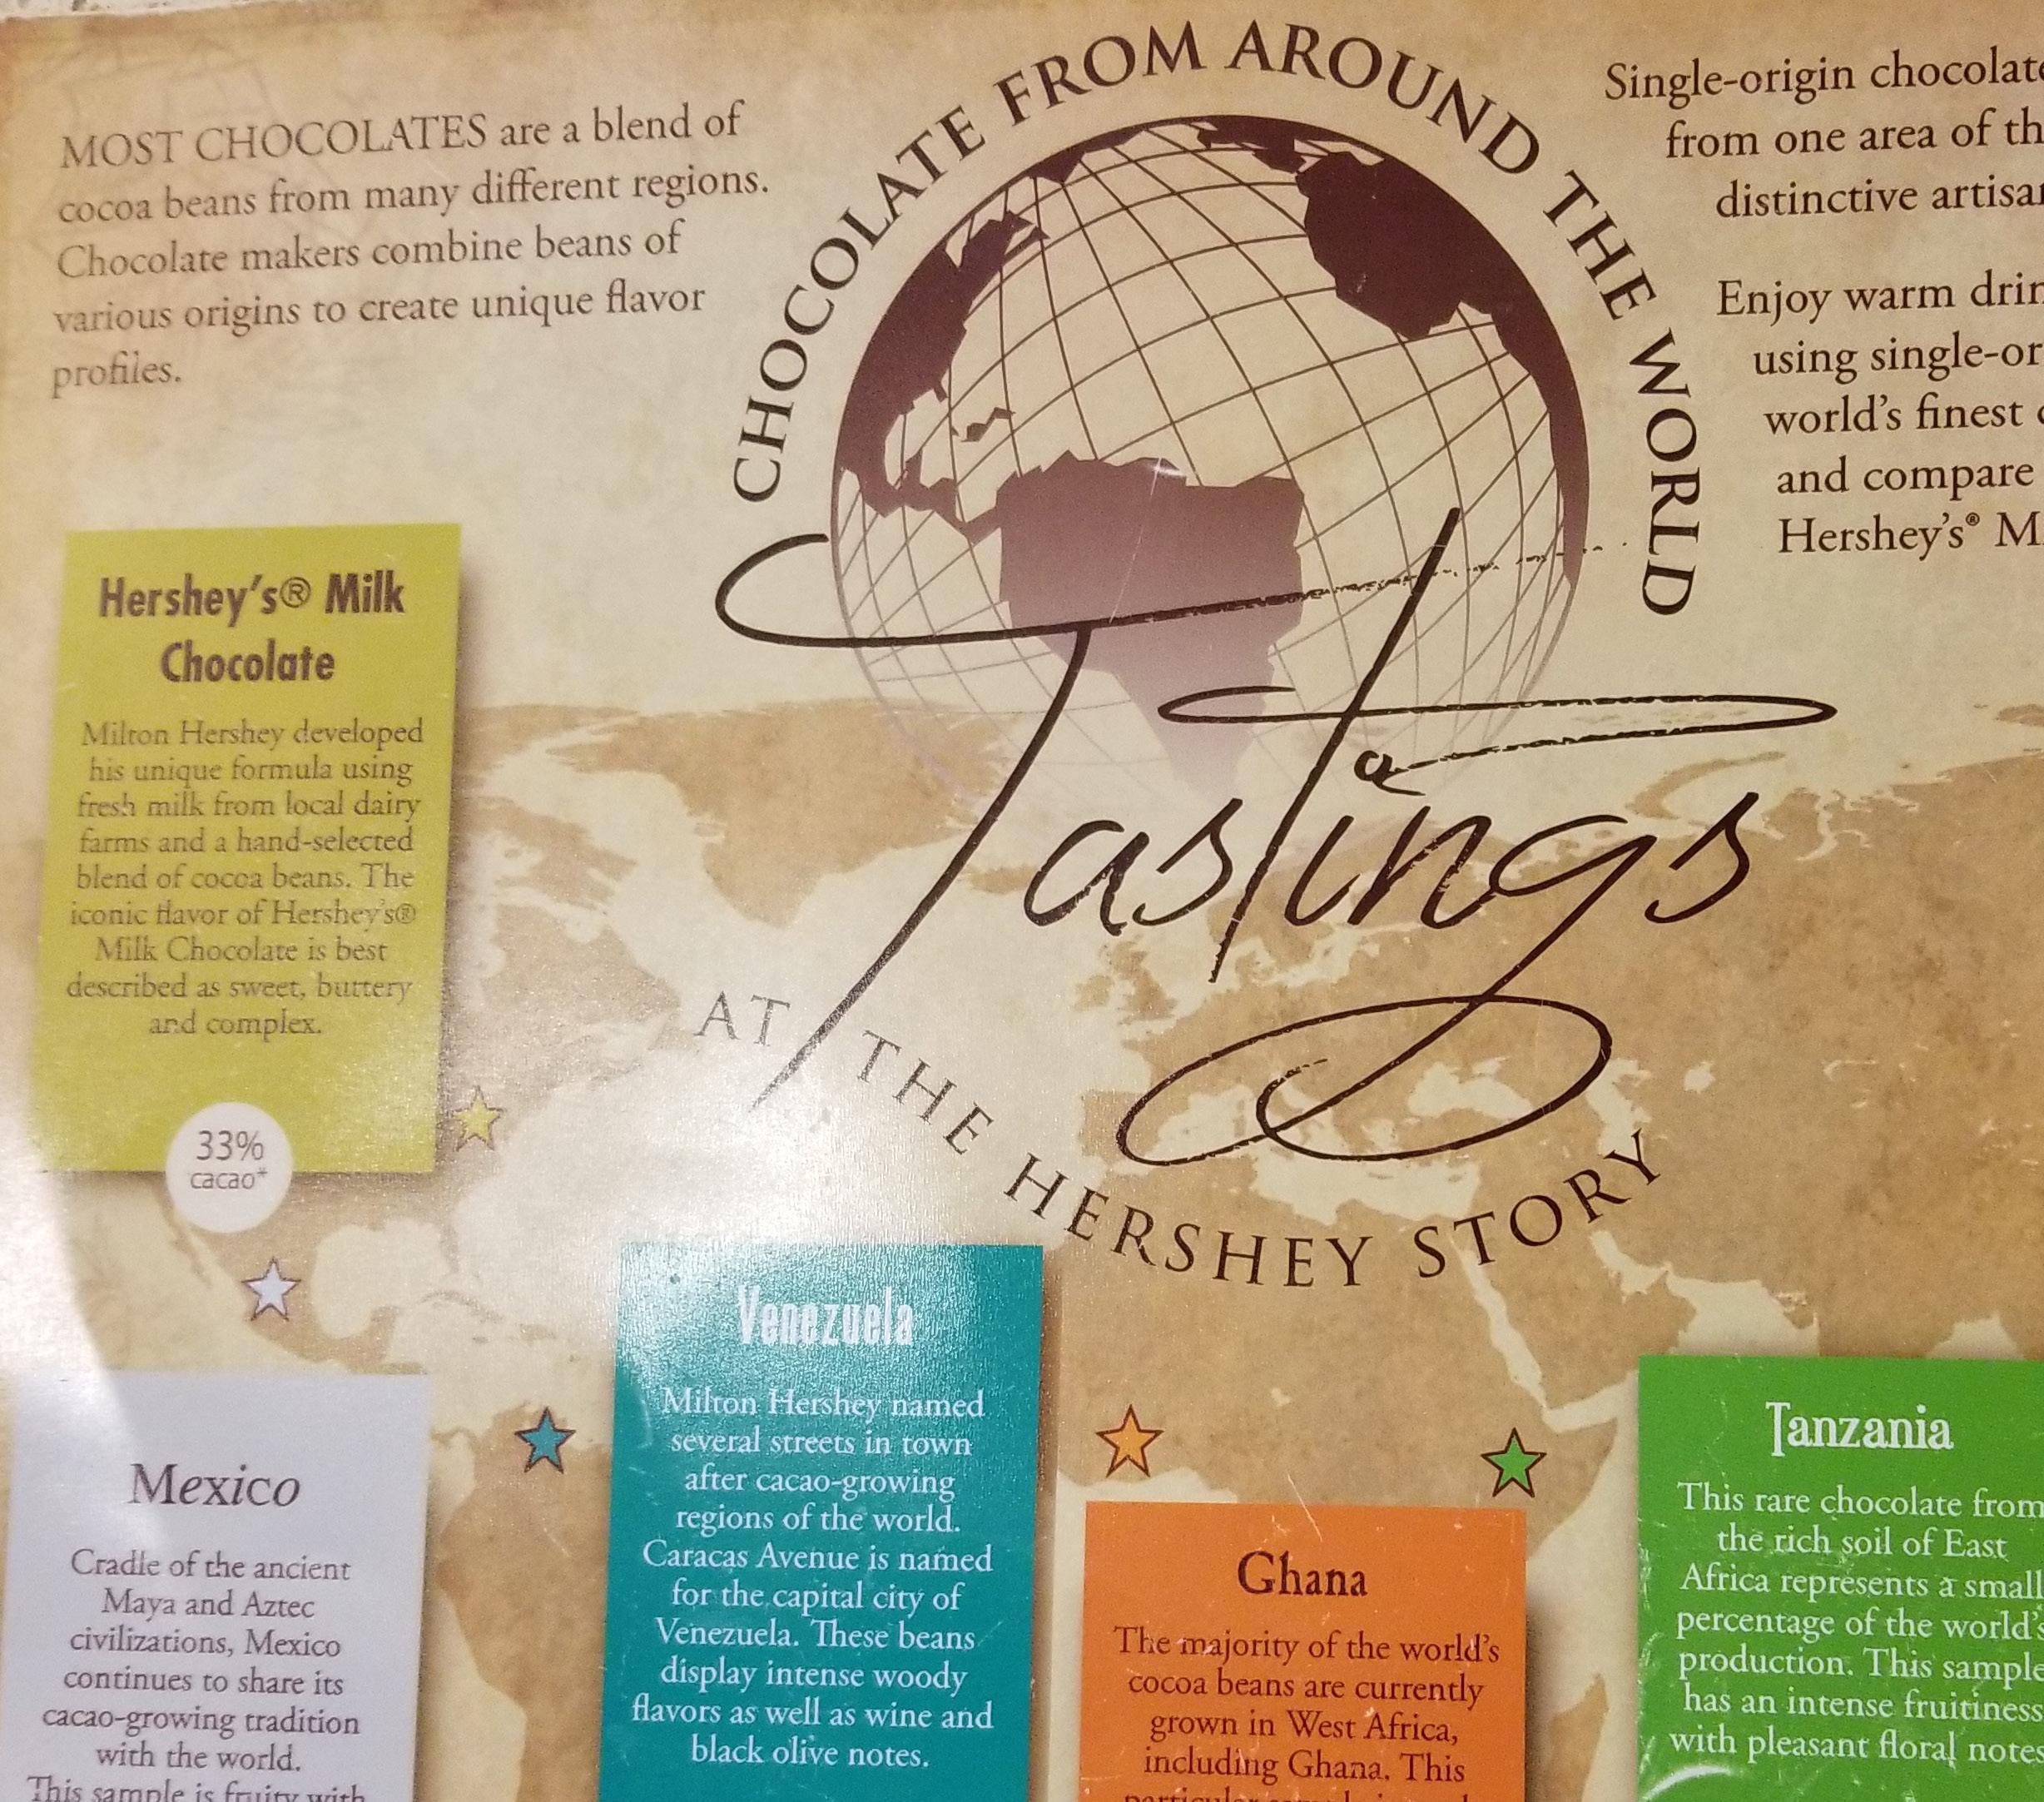 MOST CHOCOLATES are a blend of
cocoa beans from many different regions.
Chocolate makers combine beans of
various origins to create unique flavor
profiles.
CHOCOLATE FROM AROUND THE WORLD
Tastings
AT THE HERSHEY STORY
Single-origin chocolate
from one area of th
distinctive artisan
Enjoy warm drin
using single-or
world's finest c
and compare
Hershey's® M
Hershey's® Milk
Chocolate
Milton Hershey developed
his unique formula using
fresh milk from local dairy
farms and a hand-selected
blend of cocoa beans. The
iconic flavor of Hershey's®
Milk Chocolate is best
described as sweet, buttery
and complex.
33%
cacao*
Mexico
Cradle of the ancient
Maya and Aztec
civilizations, Mexico
continues to share its
cacao-growing tradition
with the world.
This sample is fruity with
Venezuela
Milton Hershey named
several streets in town
after cacao-growing
regions of the world.
Caracas Avenue is named
for the capital city of
Venezuela. These beans
display intense woody
flavors as well as wine and
black olive notes.
Ghana
The majority of the world's
cocoa beans are currently
grown in West Africa,
including Ghana. This
Tanzania
This rare chocolate from
the rich soil of East
Africa represents a small
percentage of the world's
production. This sample
has an intense fruitiness
with pleasant floral notes